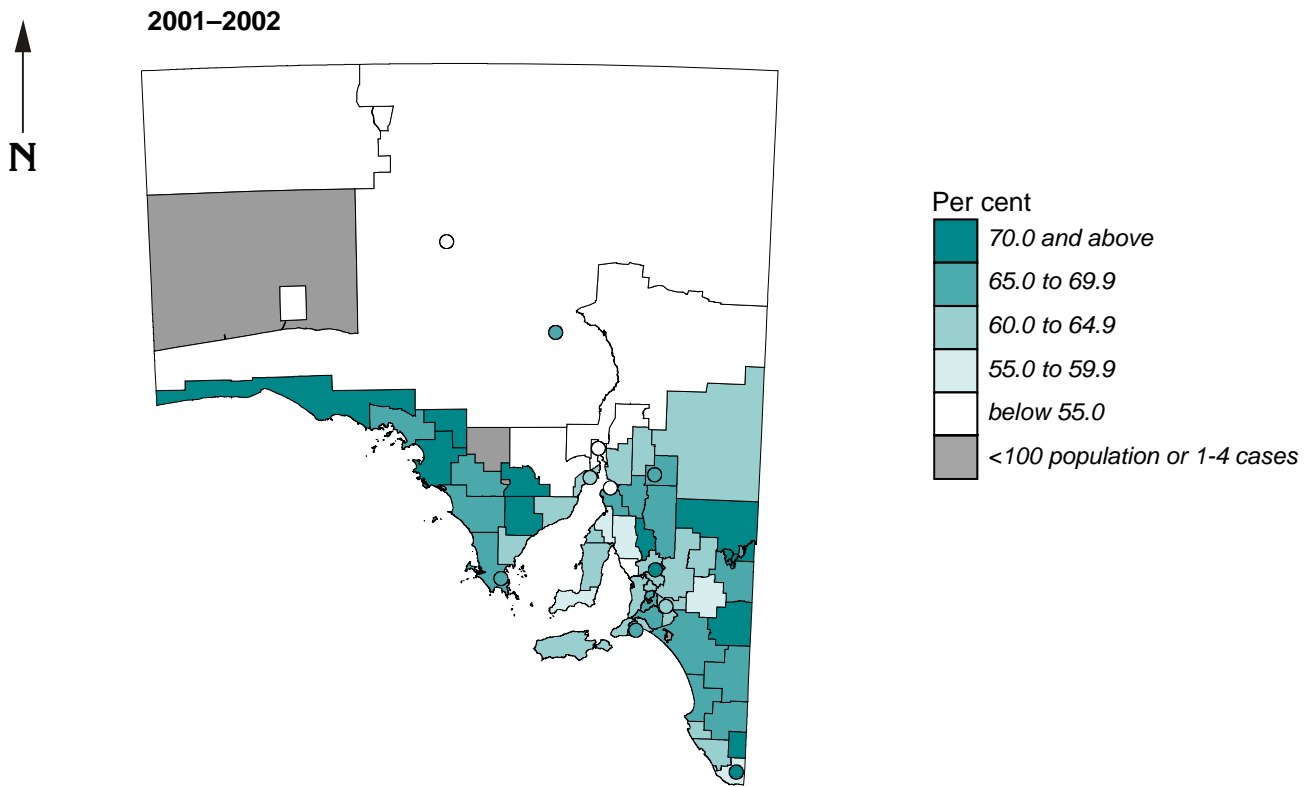 2001–2002
N
Per cent
70.0 and above
65.0 to 69.9
60.0 to 64.9
55.0 to 59.9
below 55.0
<100 population or 1-4 cases